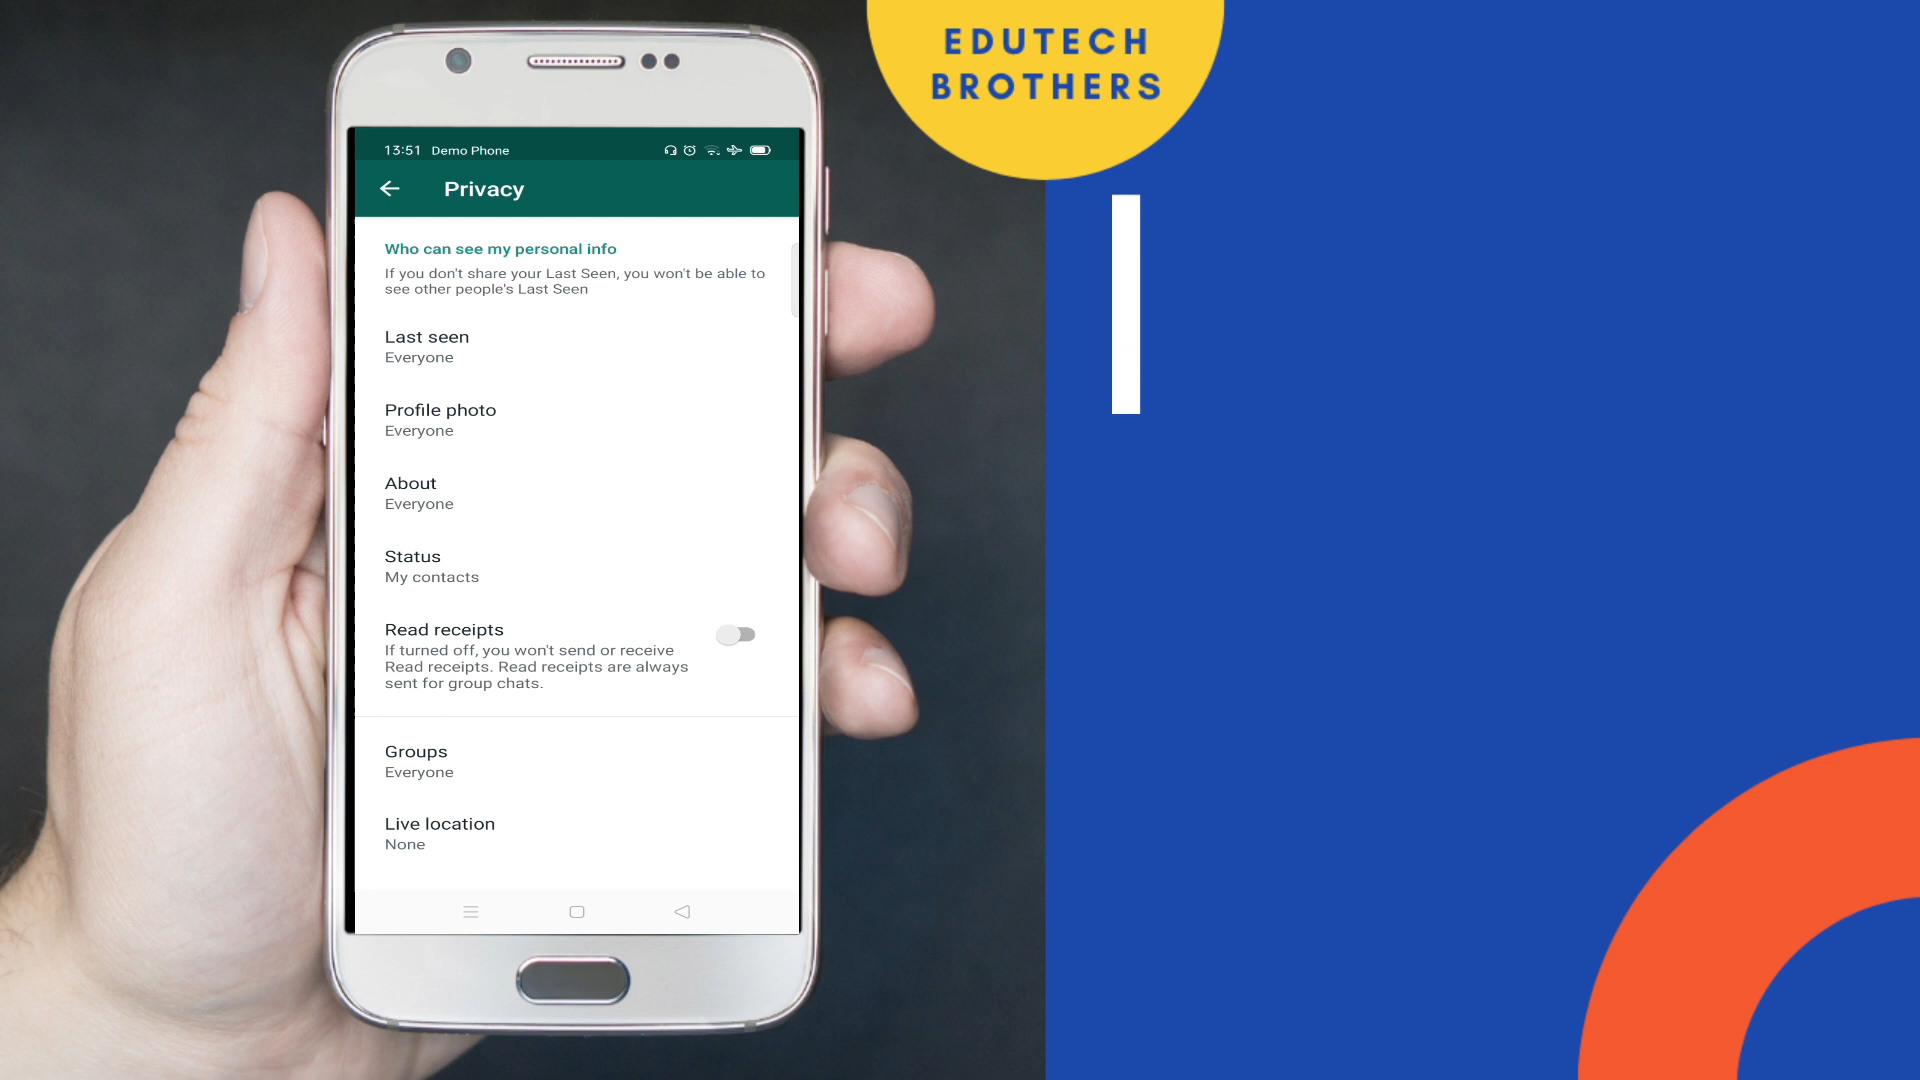 EDUTECH
BROTHERS
13:51 Demo Phone
Privacy
Who can see my personal info
If you don't share your Last Seen, you won't be able to
see other people's Last Seen
Last seen
Everyone
Profile photo
Everyone
About
Everyone
Status
My contacts
Read receipts
If turned off, you won't send or receive
Read receipts. Read receipts are always
sent for group chats.
Groups
Everyone
Live location
None